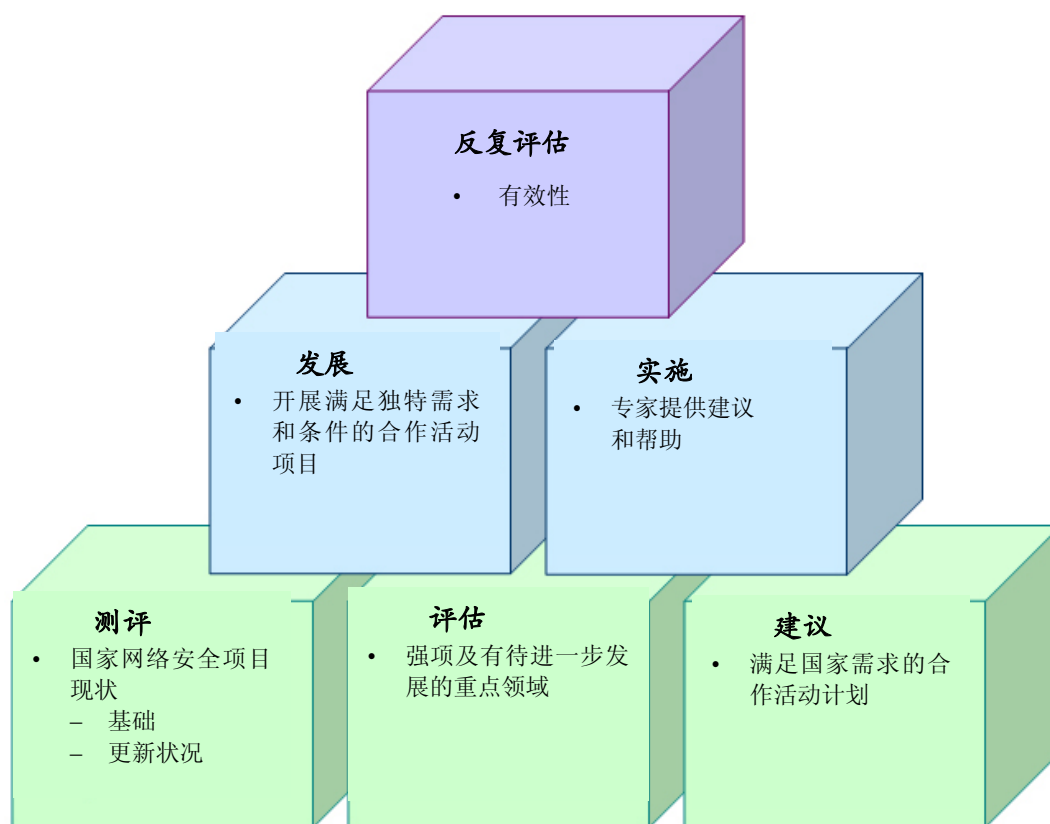 反复评估
• 有效性
发展
• 开展满足独特需求
和条件的合作活动
项目
实施
• 专家提供建议
和帮助
测评
• 国家网络安全项目
现状
– 基础
– 更新状况
评估
• 强项及有待进一步发
展的重点领域
建议
• 满足国家需求的合
作活动计划